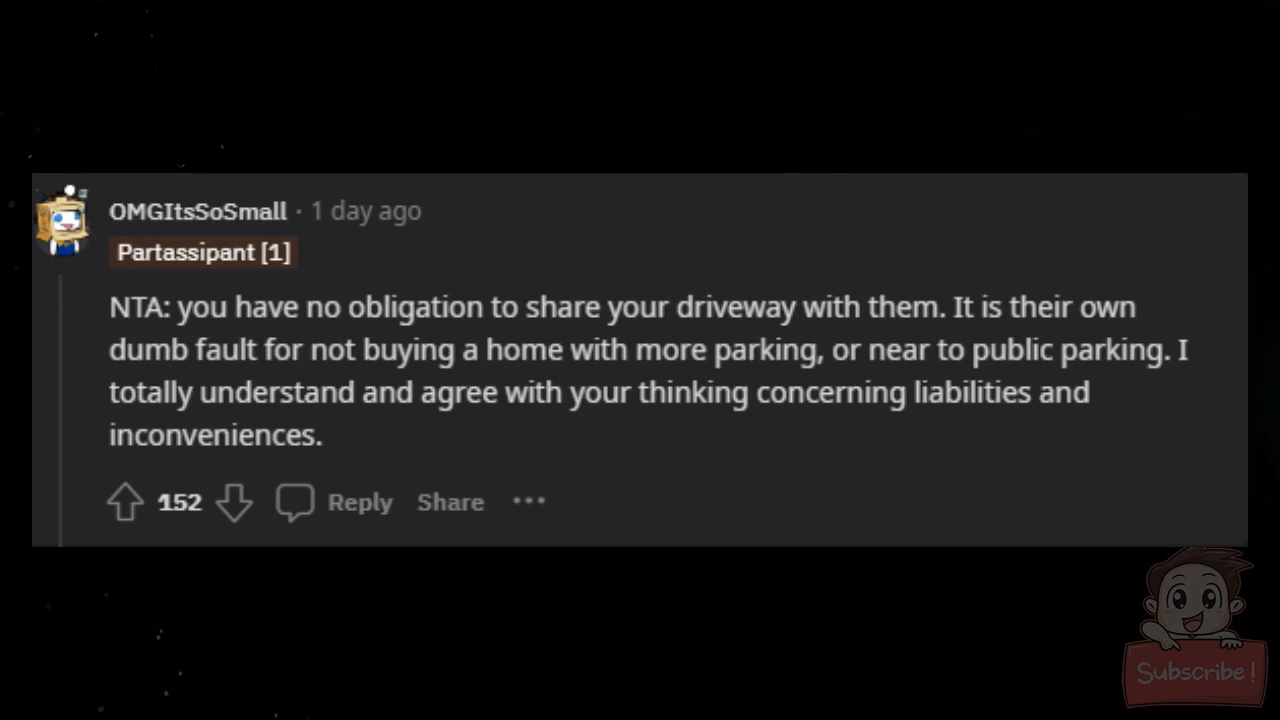 OMGItsSoSmall · 1 day ago
Partassipant [1]
NTA: you have no obligation to share your driveway with them. It is their own
dumb fault for not buying a home with more parking, or near to public parking. I
totally understand and agree with your thinking concerning liabilities and
inconveniences.
152 Reply Share ···
Subscribe!